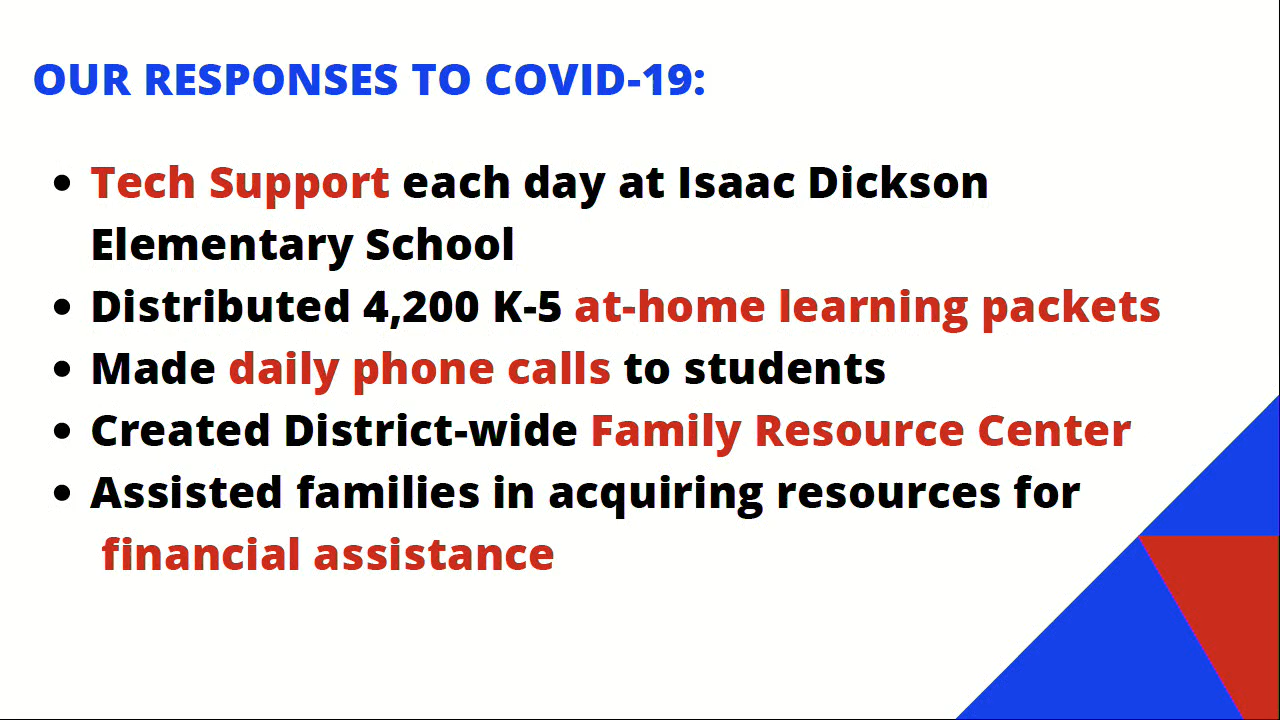 OUR RESPONSES TO COVID-19:
• Tech Support each day at Isaac Dickson
Elementary School
• Distributed 4,200 K-5 at-home learning packets
• Made daily phone calls to students
• Created District-wide Family Resource Center
• Assisted families in acquiring resources for
financial assistance